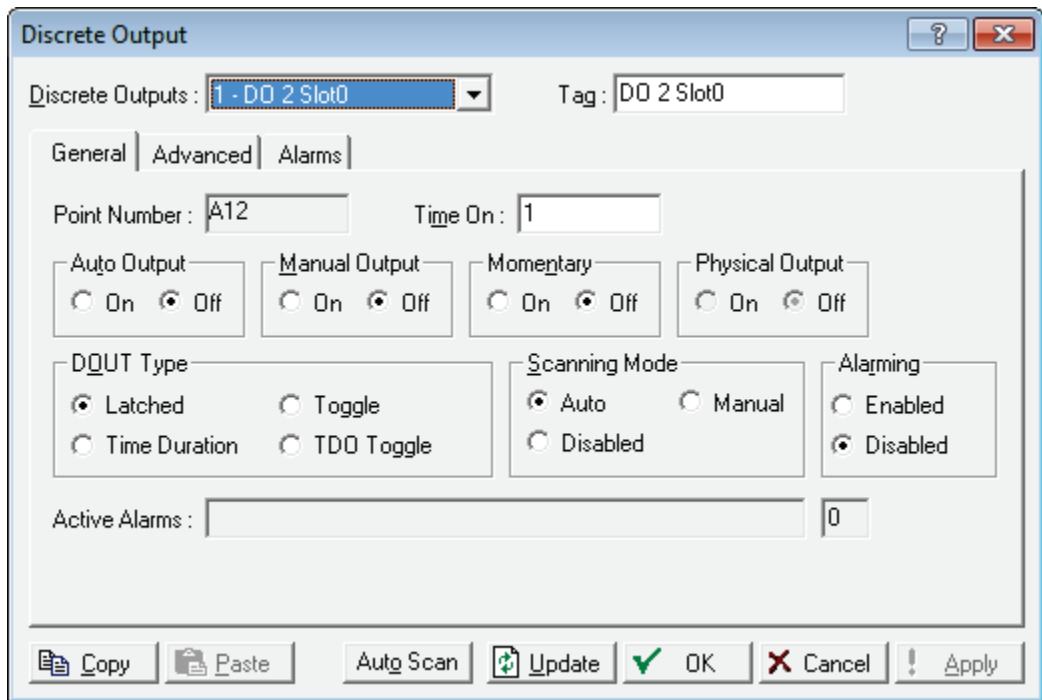 Discrete Output
Discrete Outputs : 1 - DO 2 Slot0 Tag : DO 2 Slot0
General Advanced Alarms
Point Number : A12 Time On : 1
Auto Output Manual Output Momentary Physical Output
On Off On Off On Off On Off
DOUT Type Scanning Mode Alarming
Latched Toggle Auto Manual Enabled
Time Duration TDO Toggle Disabled Disabled
Active Alarms : 0
Copy Paste Auto Scan Update OK Cancel ! Apply